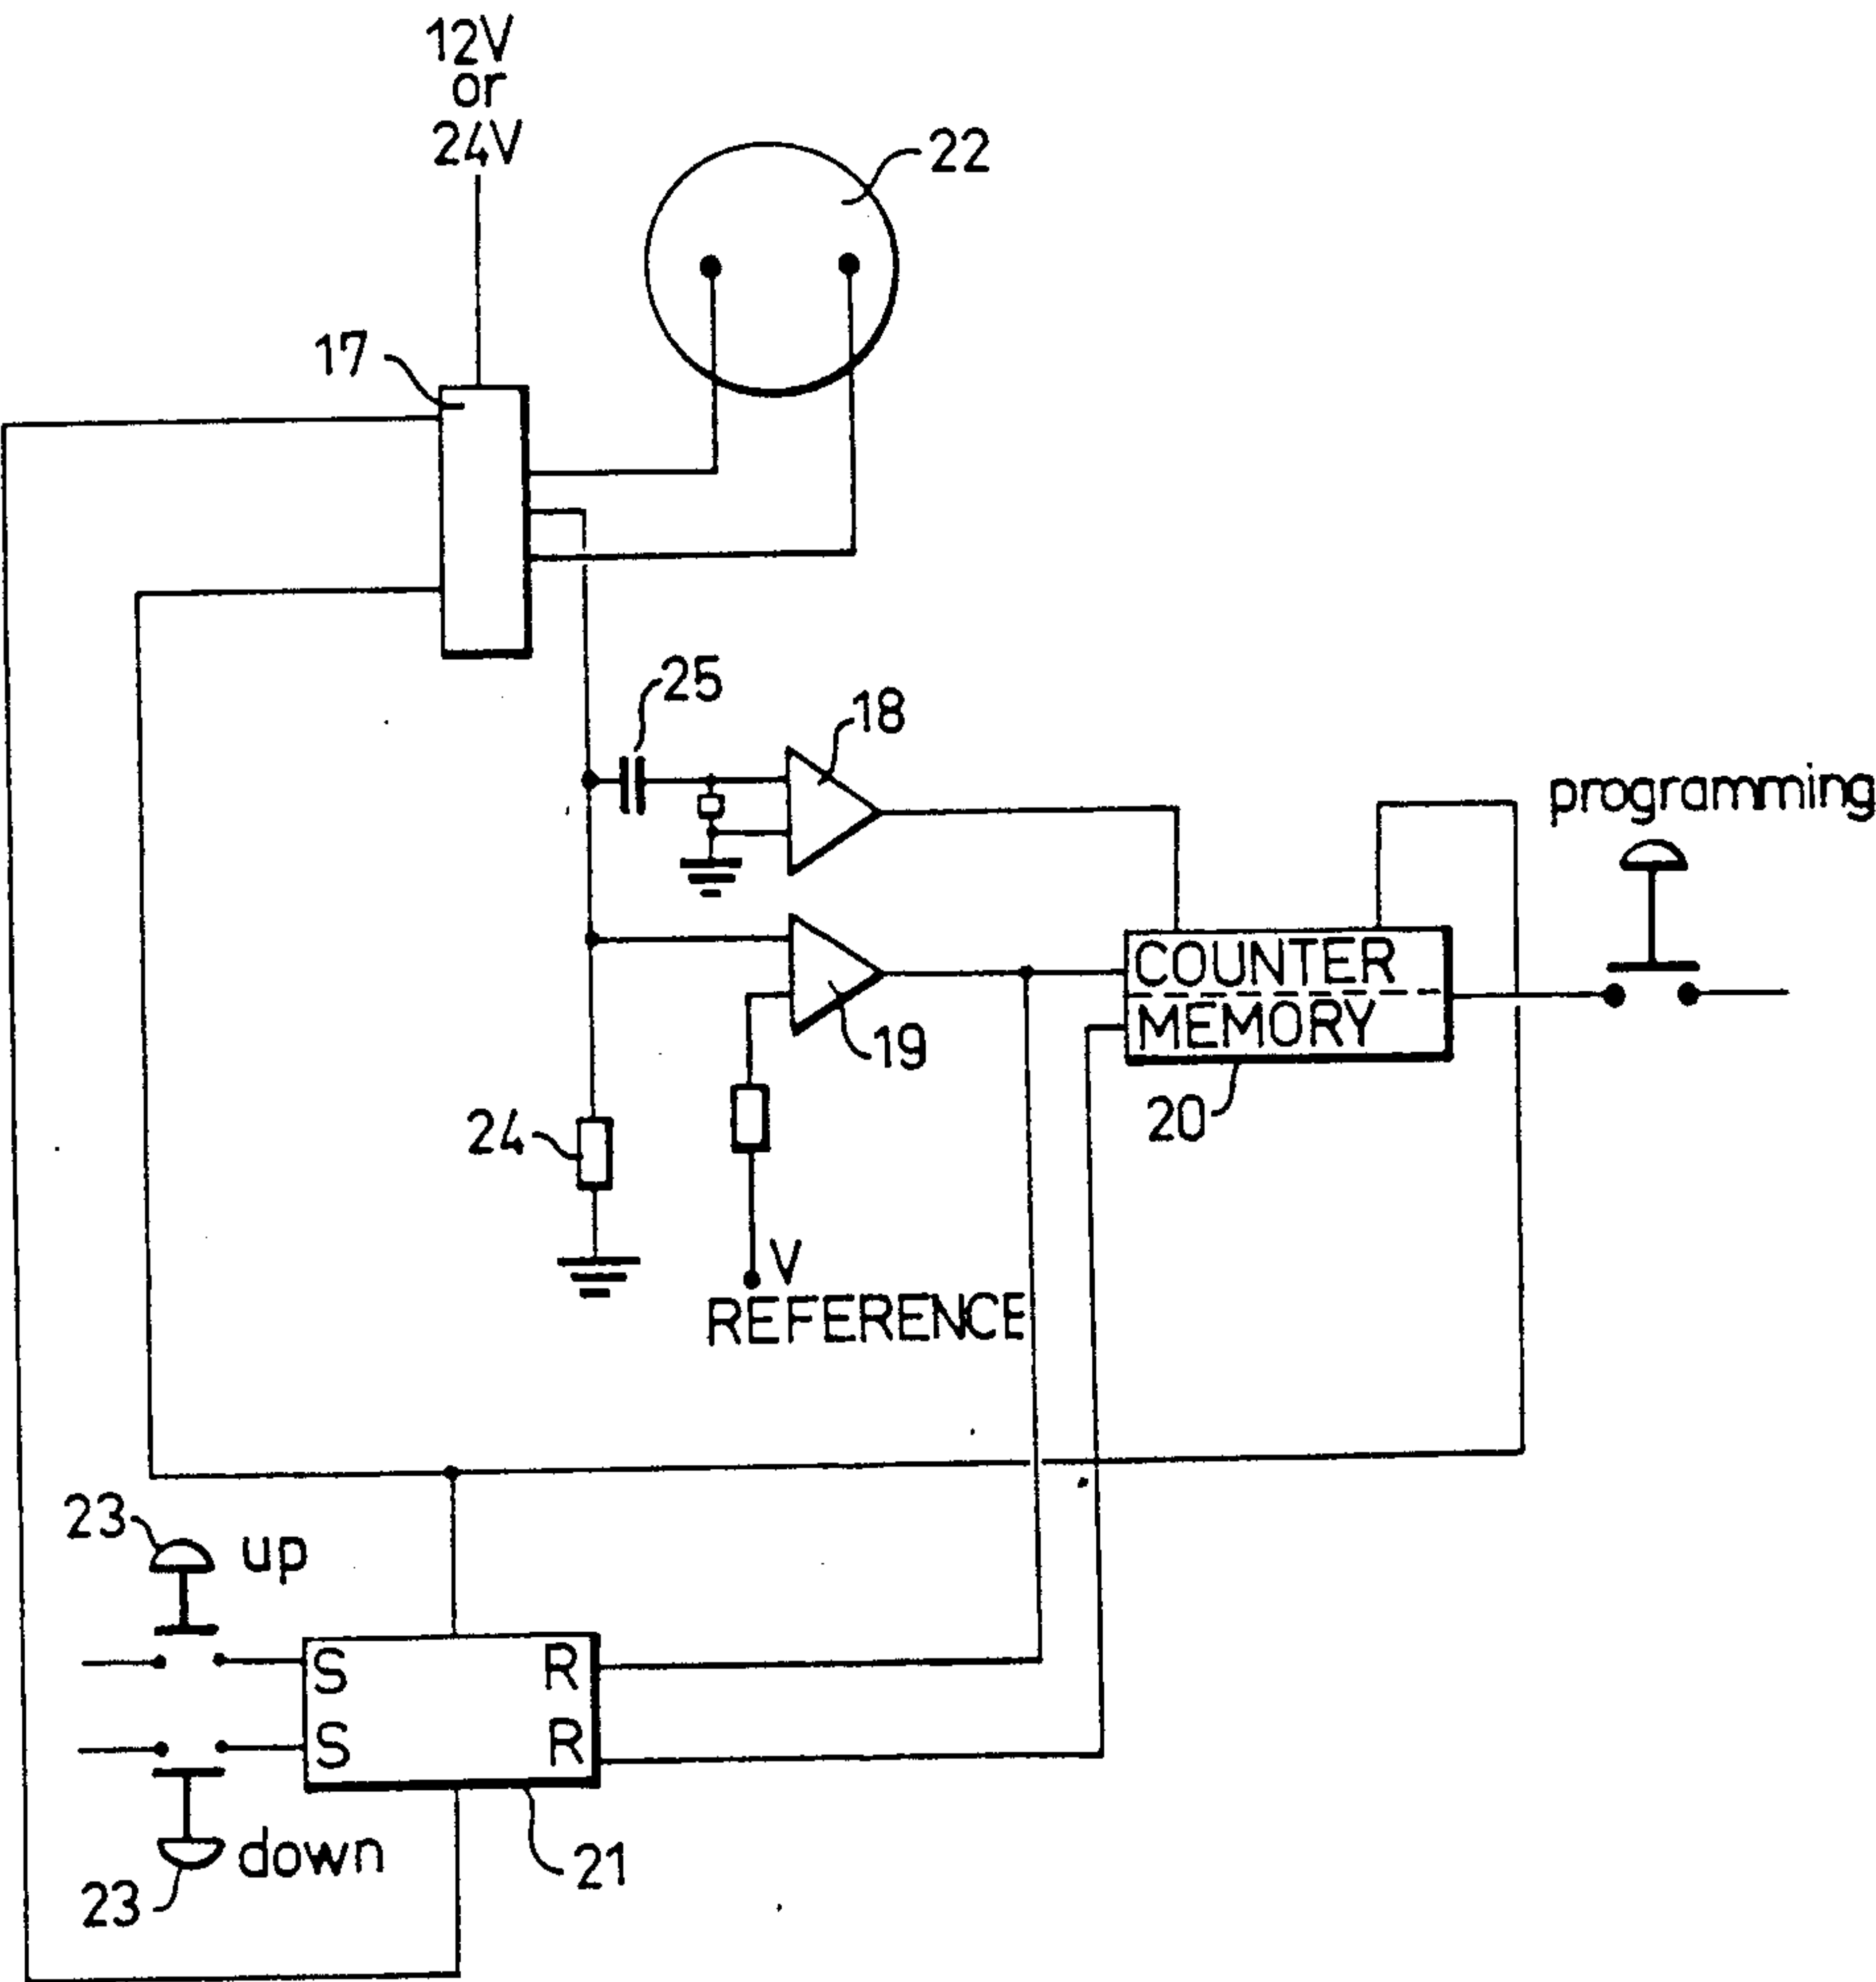 12V
or
24V
22
17
25
18
programming
COUNTER
MEMORY
19
20
24
V
REFERENCE
23
up
S R
S R
down
21
23